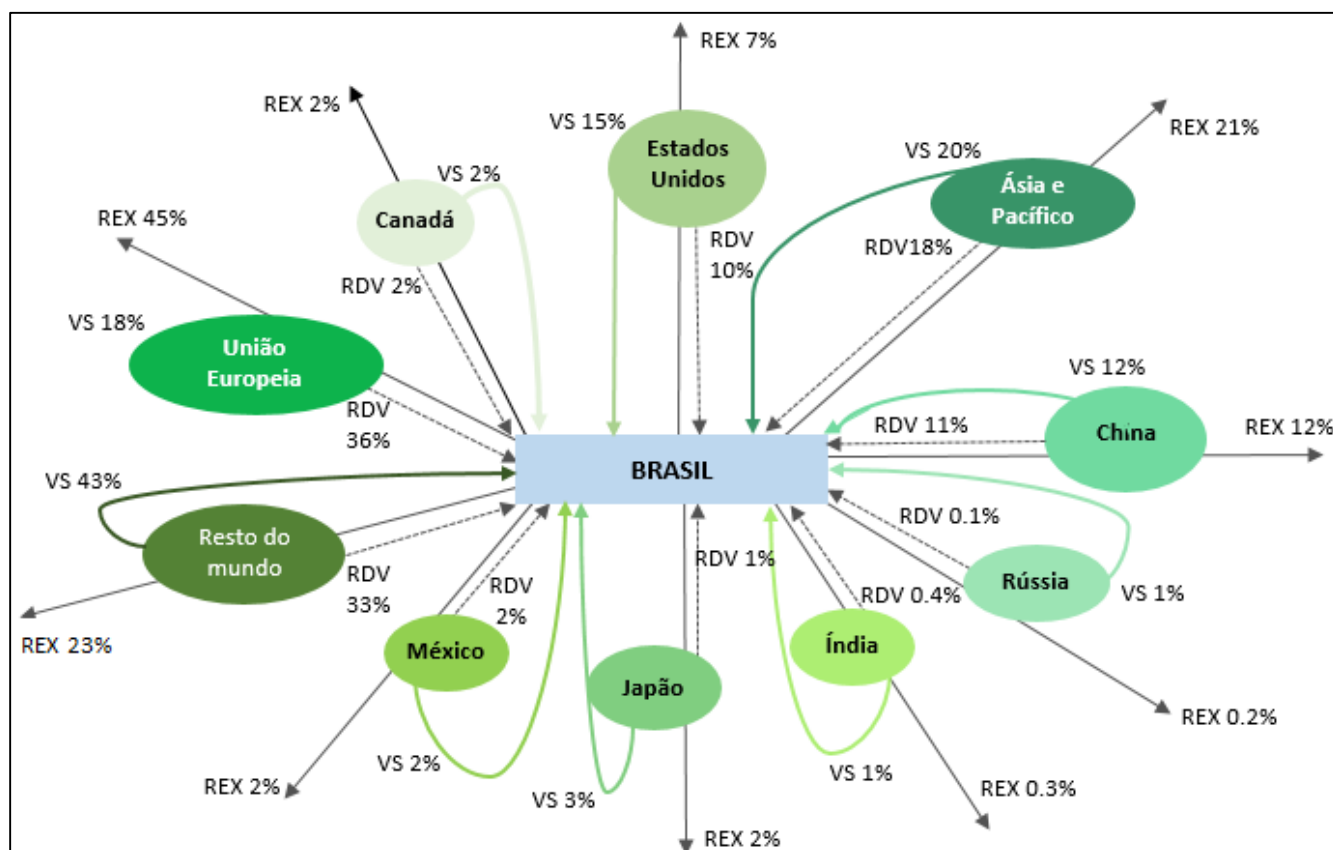 REX 7%
REX 2%
VS 15%
Estados
Unidos
REX 21%
VS 20%
Ásia e
Pacífico
VS 2%
Canadá
REX 45%
RDV
10%
RDV18%
RDV 2%
VS 18%
União
Europeia
VS 12%
RDV
36%
RDV 11%
China
REX 12%
BRASIL
VS 43%
Resto do
mundo
RDV
33%
RDV
2%
RDV 1%
RDV 0.1%
Rússia
VS 1%
RDV 0.4%
REX 23%
México
Japão
Índia
REX 0.2%
VS 2%
REX 2%
VS 3%
VS 1%
REX 0.3%
REX 2%